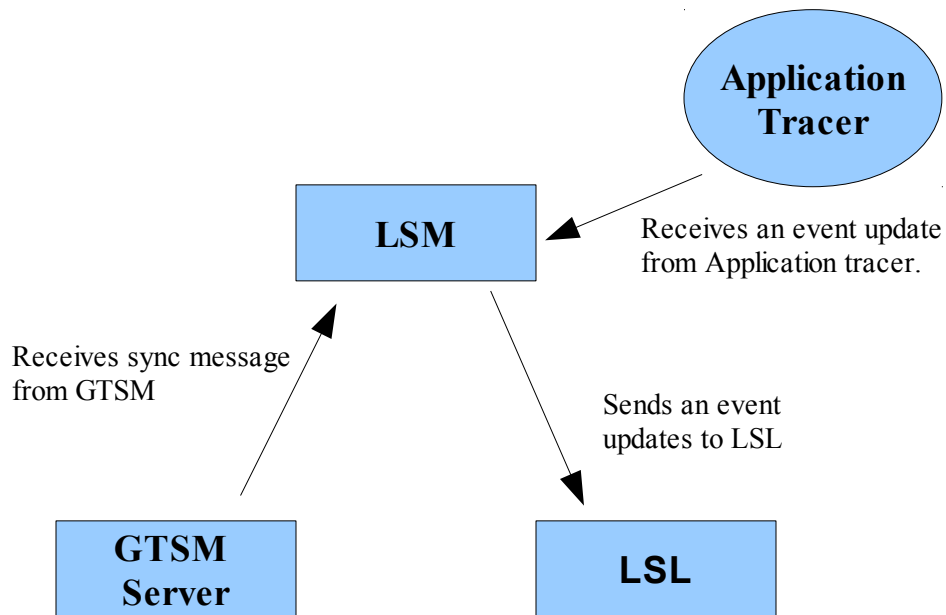 Application
Tracer
LSM
Receives an event update
from Application tracer.
Receives sync message
from GTSM
Sends an event
updates to LSL
GTSM
Server
LSL